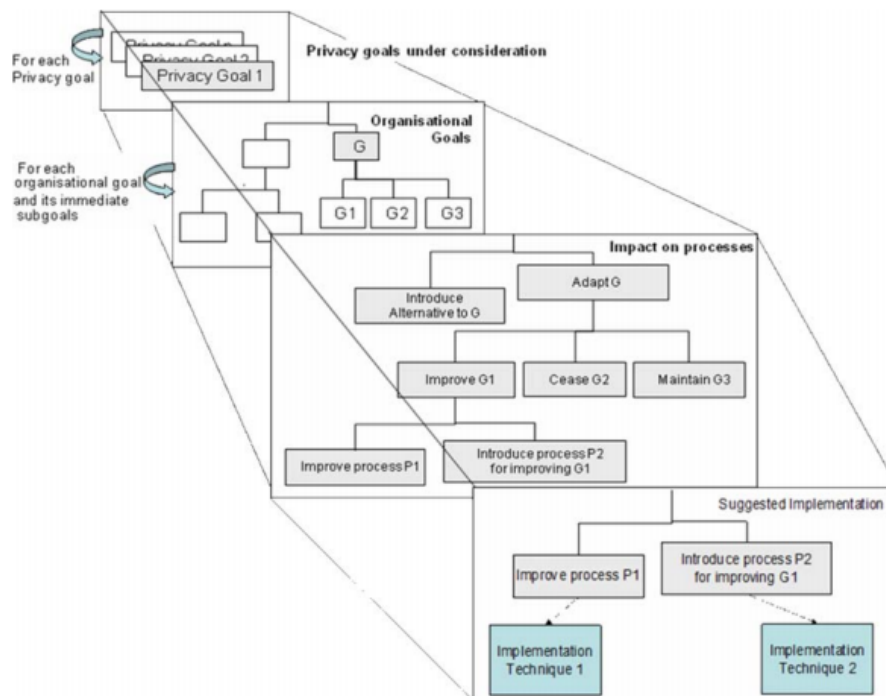 Privacy Goal n
Privacy Goal 2
Privacy Goal 1
Privacy goals under consideration
For each
Privacy goal
Organisational
Goals
G
G1
G2
G3
For each
organisational goal
and its immediate
subgoals
Impact on processes
Introduce
Alternative to G
Adapt G
Improve G1
Cease G2
Maintain G3
Improve process P1
Introduce process P2
for improving G1
Suggested Implementation
Improve process P1
Introduce process P2
for improving G1
Implementation
Technique 1
Implementation
Technique 2